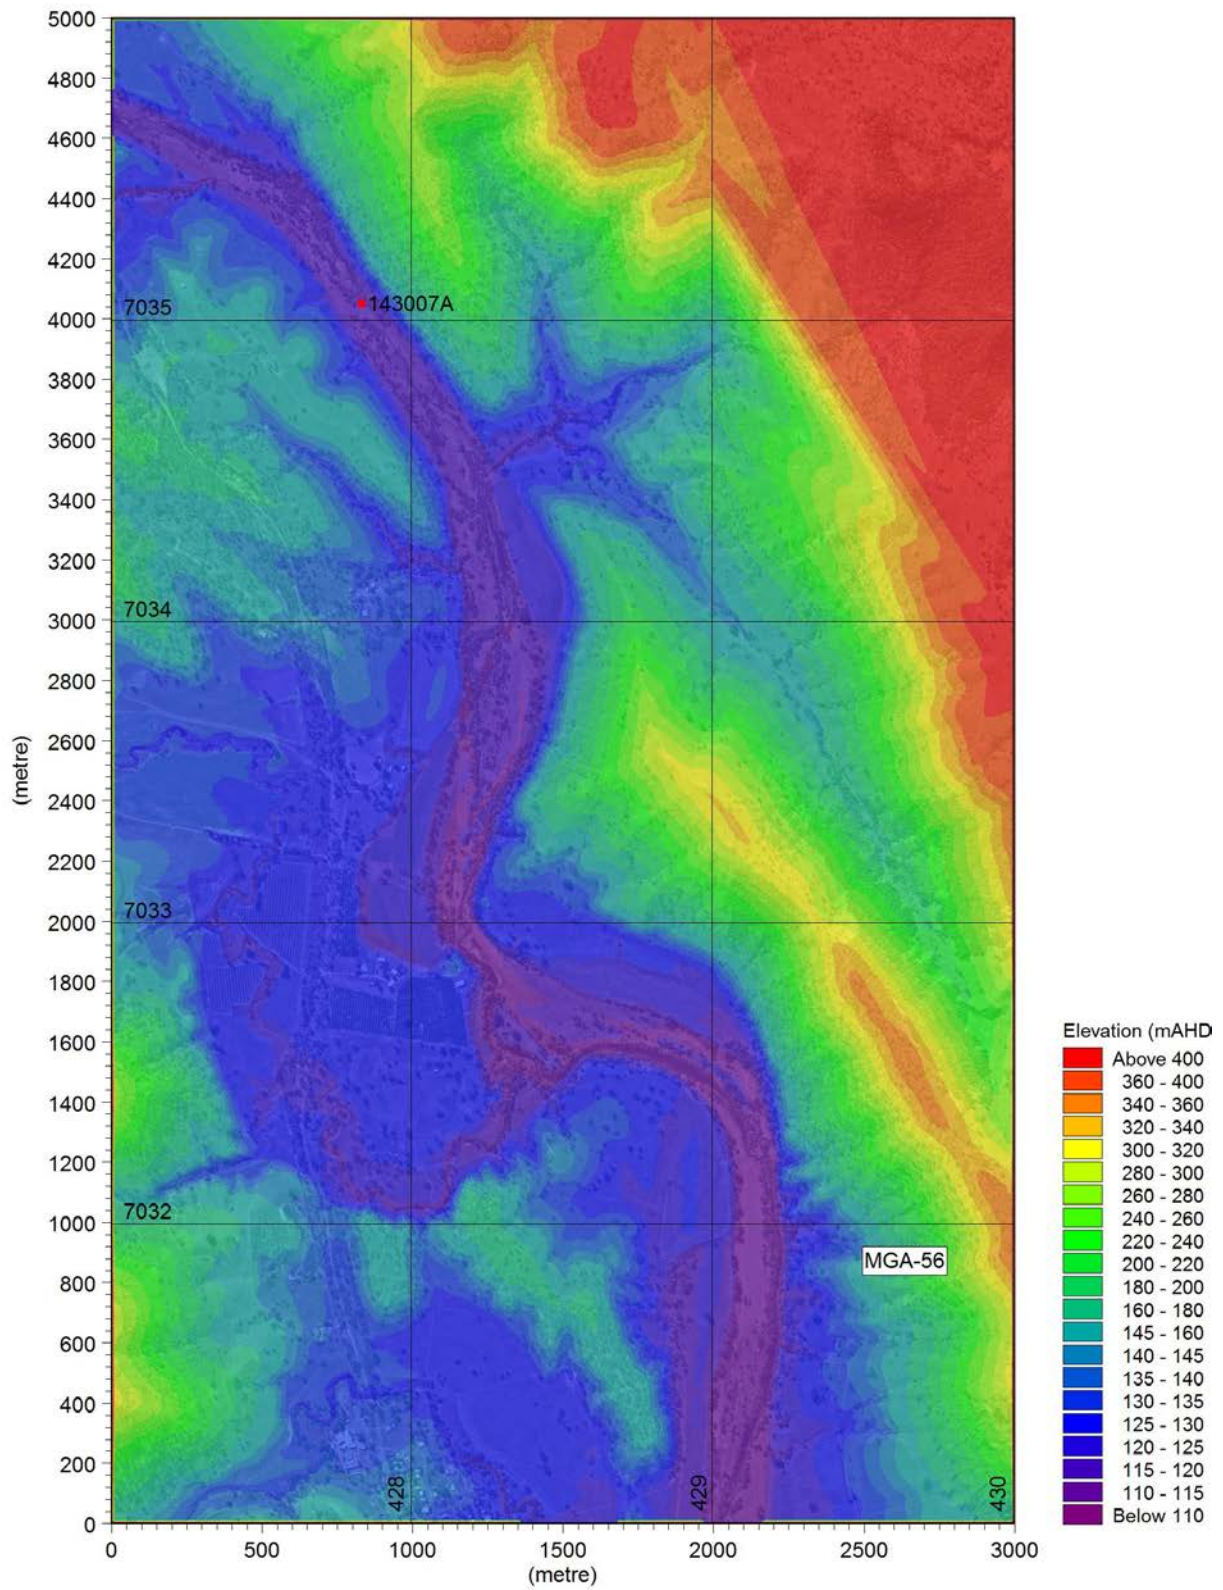 5000
4800
4600
4400
4200
4000
3800
3600
3400
3200
3000
2800
2600
2400
2200
2000
1800
1600
1400
1200
1000
800
600
400
200
0
(metre)
143007A
7035
7034
7033
7032
MGA-56
428
429
430
0
500
1000
1500
2000
2500
3000
(metre)
Elevation (mAHD
Above 400
360 - 400
340 - 360
320 - 340
300 - 320
280 - 300
260 - 280
240 - 260
220 - 240
200 - 220
180 - 200
160 - 180
145 - 160
140 - 145
135 - 140
130 - 135
125 - 130
120 - 125
115 - 120
110 - 115
Below 110